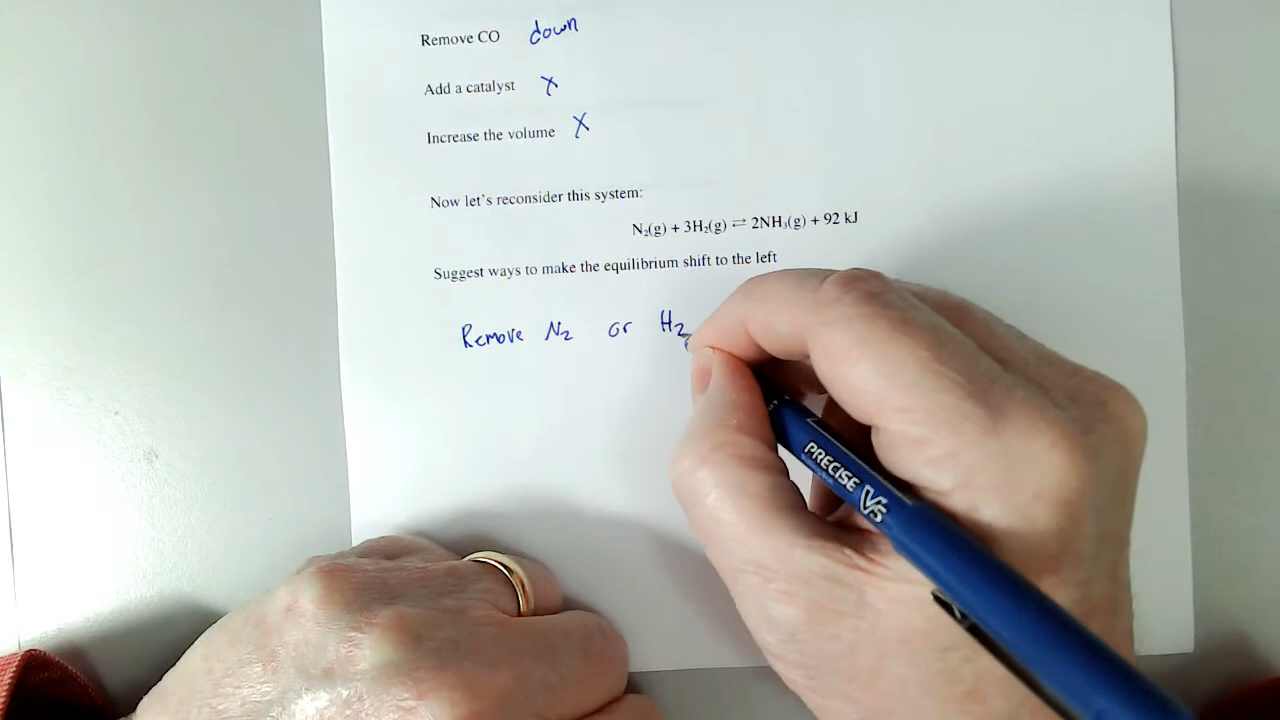 Remove CO down
Add a catalyst X
Increase the volume X
Now let's reconsider this system:
N₂(g) + 3H₂(g) ⇄ 2NH₃(g) + 92 kJ
Suggest ways to make the equilibrium shift to the left
Remove N₂ or H₂
PRECISE V5